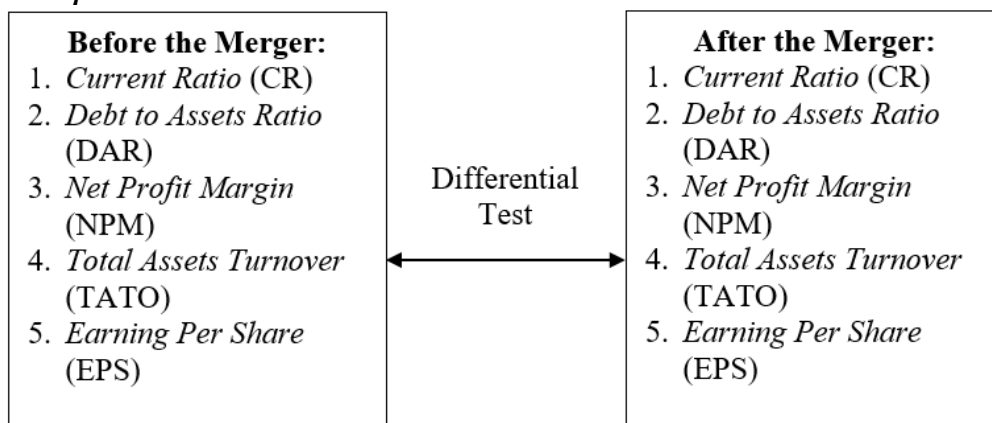 Before the Merger:
1. Current Ratio (CR)
2. Debt to Assets Ratio
(DAR)
3. Net Profit Margin
(NPM)
4. Total Assets Turnover
(TATO)
5. Earning Per Share
(EPS)
Differential
Test
After the Merger:
1. Current Ratio (CR)
2. Debt to Assets Ratio
(DAR)
3. Net Profit Margin
(NPM)
4. Total Assets Turnover
(TATO)
5. Earning Per Share
(EPS)